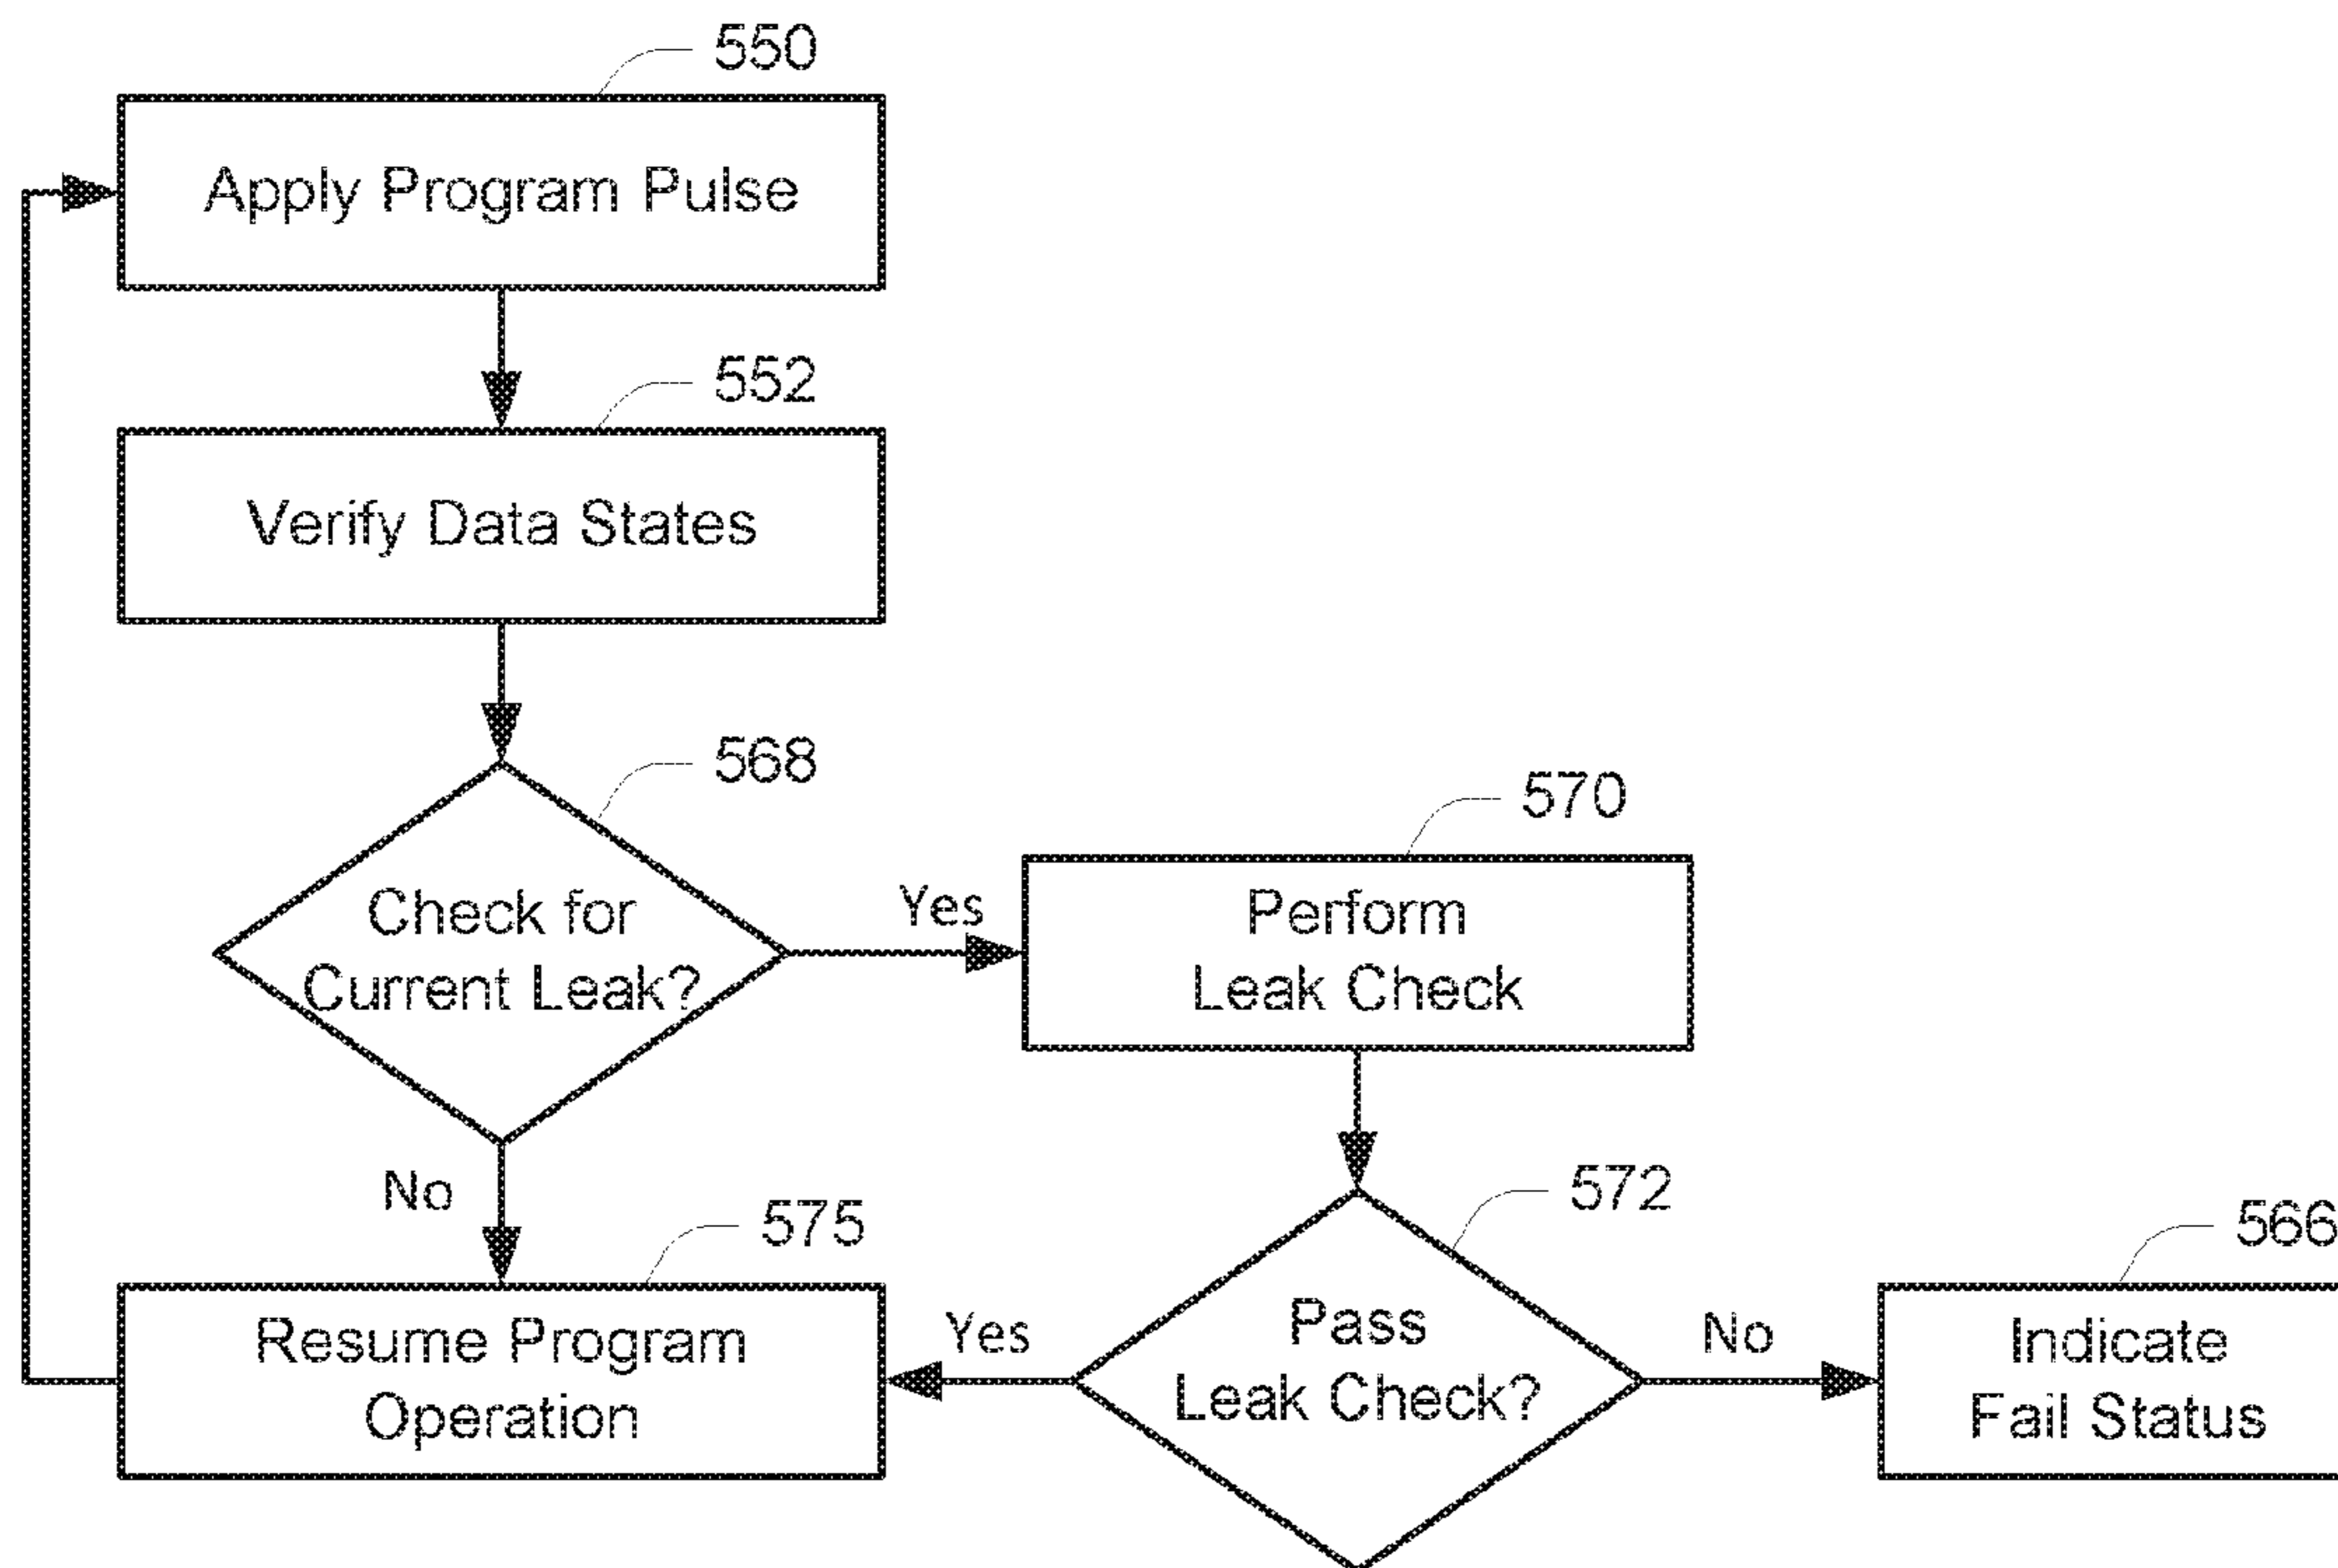 550
Apply Program Pulse
552
Verify Data States
568
Check for
Current Leak?
Yes
570
Perform
Leak Check
No
575
Resume Program
Operation
Yes
572
Pass
Leak Check?
No
566
Indicate
Fail Status